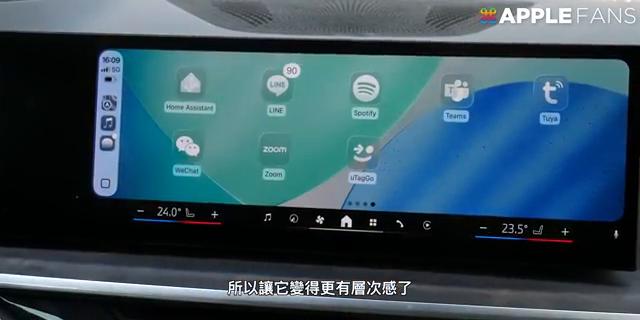 APPLEFANS
16:09
5G
90
LINE
Home Assistant
LINE
Spotify
Teams
Tuya
zoom
WeChat
Zoom
uTagGo
− 24.0° +
− 23.5° +
所以讓它變得更有層次感了